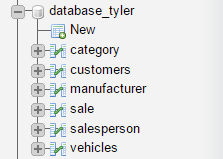 database_tyler
New
category
customers
manufacturer
sale
salesperson
vehicles